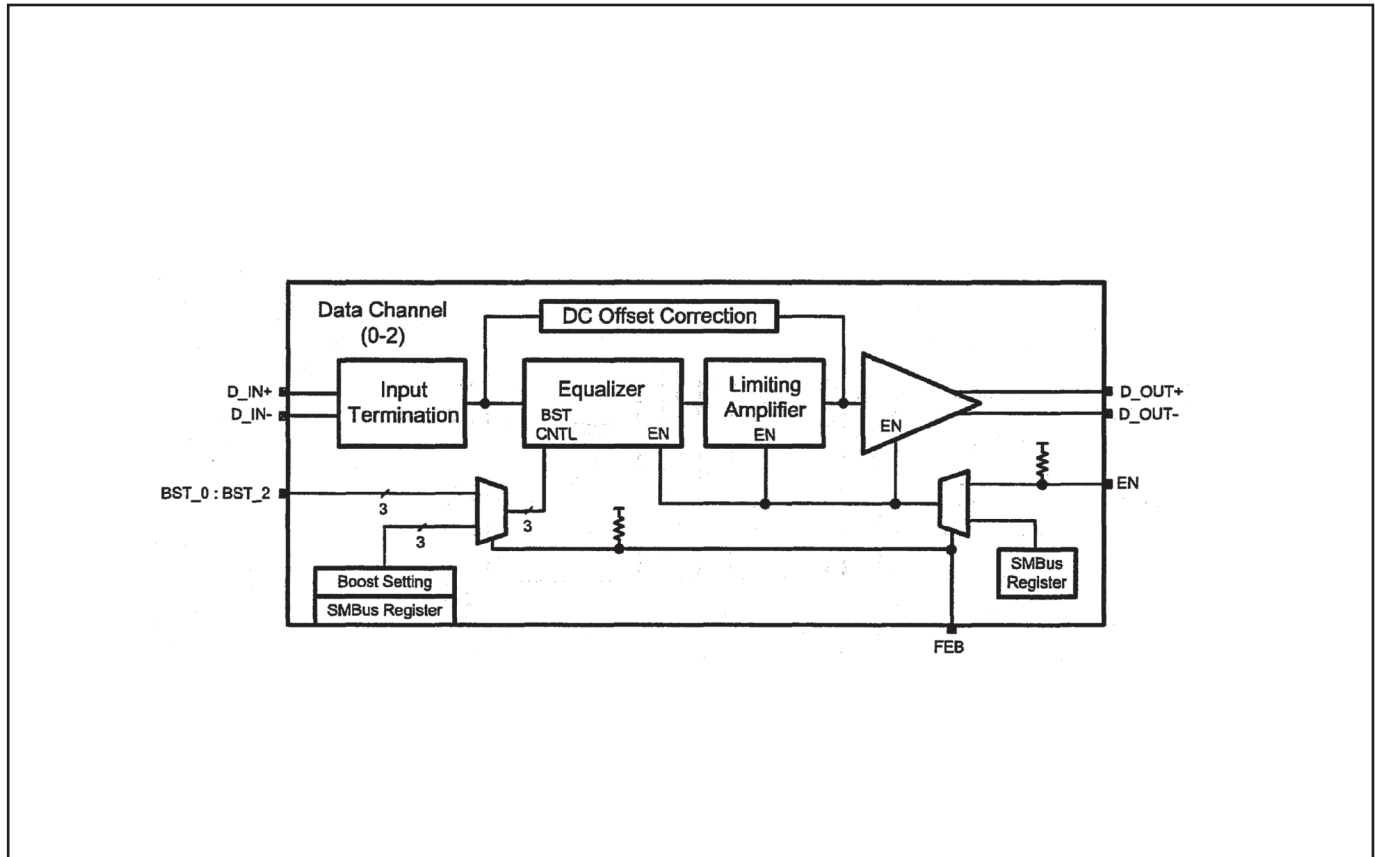 Data Channel
(0-2)
DC Offset Correction
D_IN+
D_IN-
Input
Termination
Equalizer
BST
CNTL
EN
Limiting
Amplifier
EN
EN
D_OUT+
D_OUT-
BST_0 : BST_2
3
3
3
EN
Boost Setting
SMBus Register
SMBus
Register
FEB